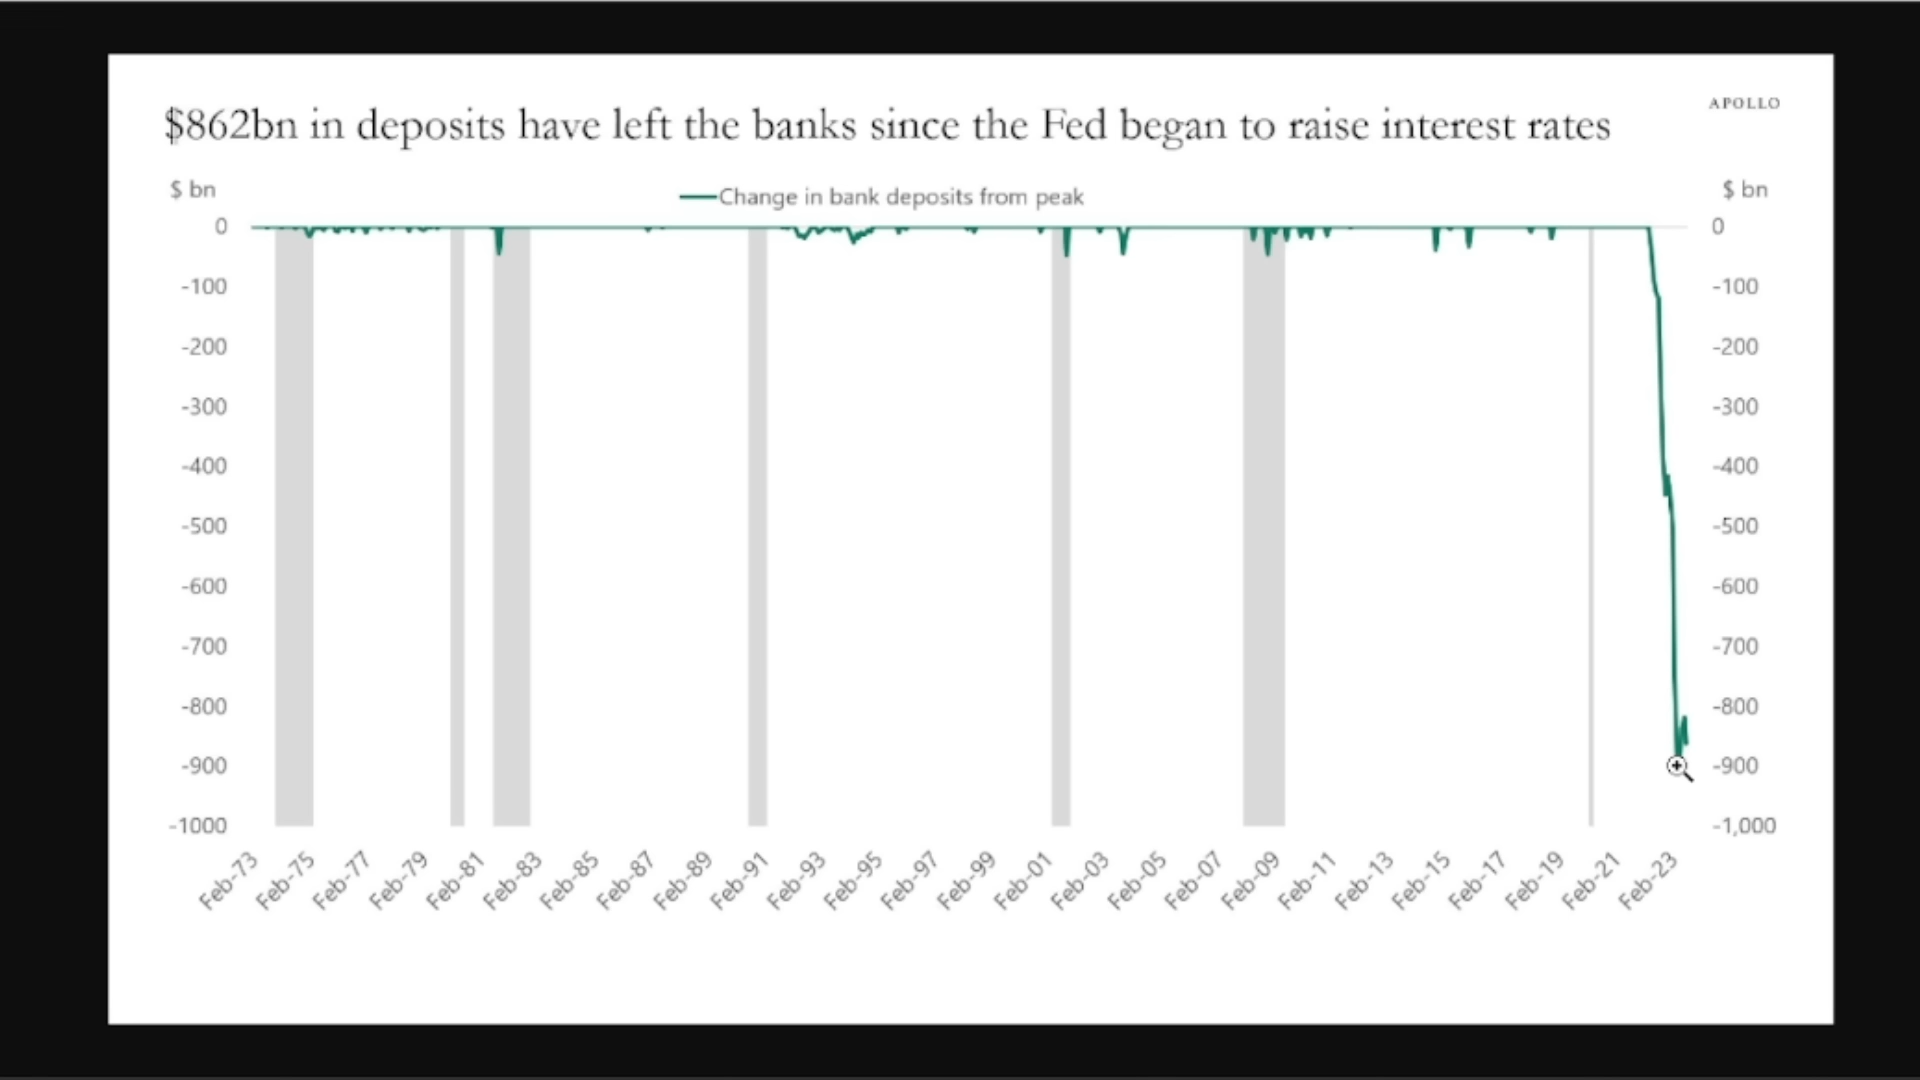 APOLLO
$862bn in deposits have left the banks since the Fed began to raise interest rates
$ bn
Change in bank deposits from peak
$ bn
0
0
-100
-100
-200
-200
-300
-300
-400
-400
-500
-500
-600
-600
-700
-700
-800
-800
-900
-900
-1000
-1,000
Feb-73
Feb-75
Feb-77
Feb-79
Feb-81
Feb-83
Feb-85
Feb-87
Feb-89
Feb-91
Feb-93
Feb-95
Feb-97
Feb-99
Feb-01
Feb-03
Feb-05
Feb-07
Feb-09
Feb-11
Feb-13
Feb-15
Feb-17
Feb-19
Feb-21
Feb-23